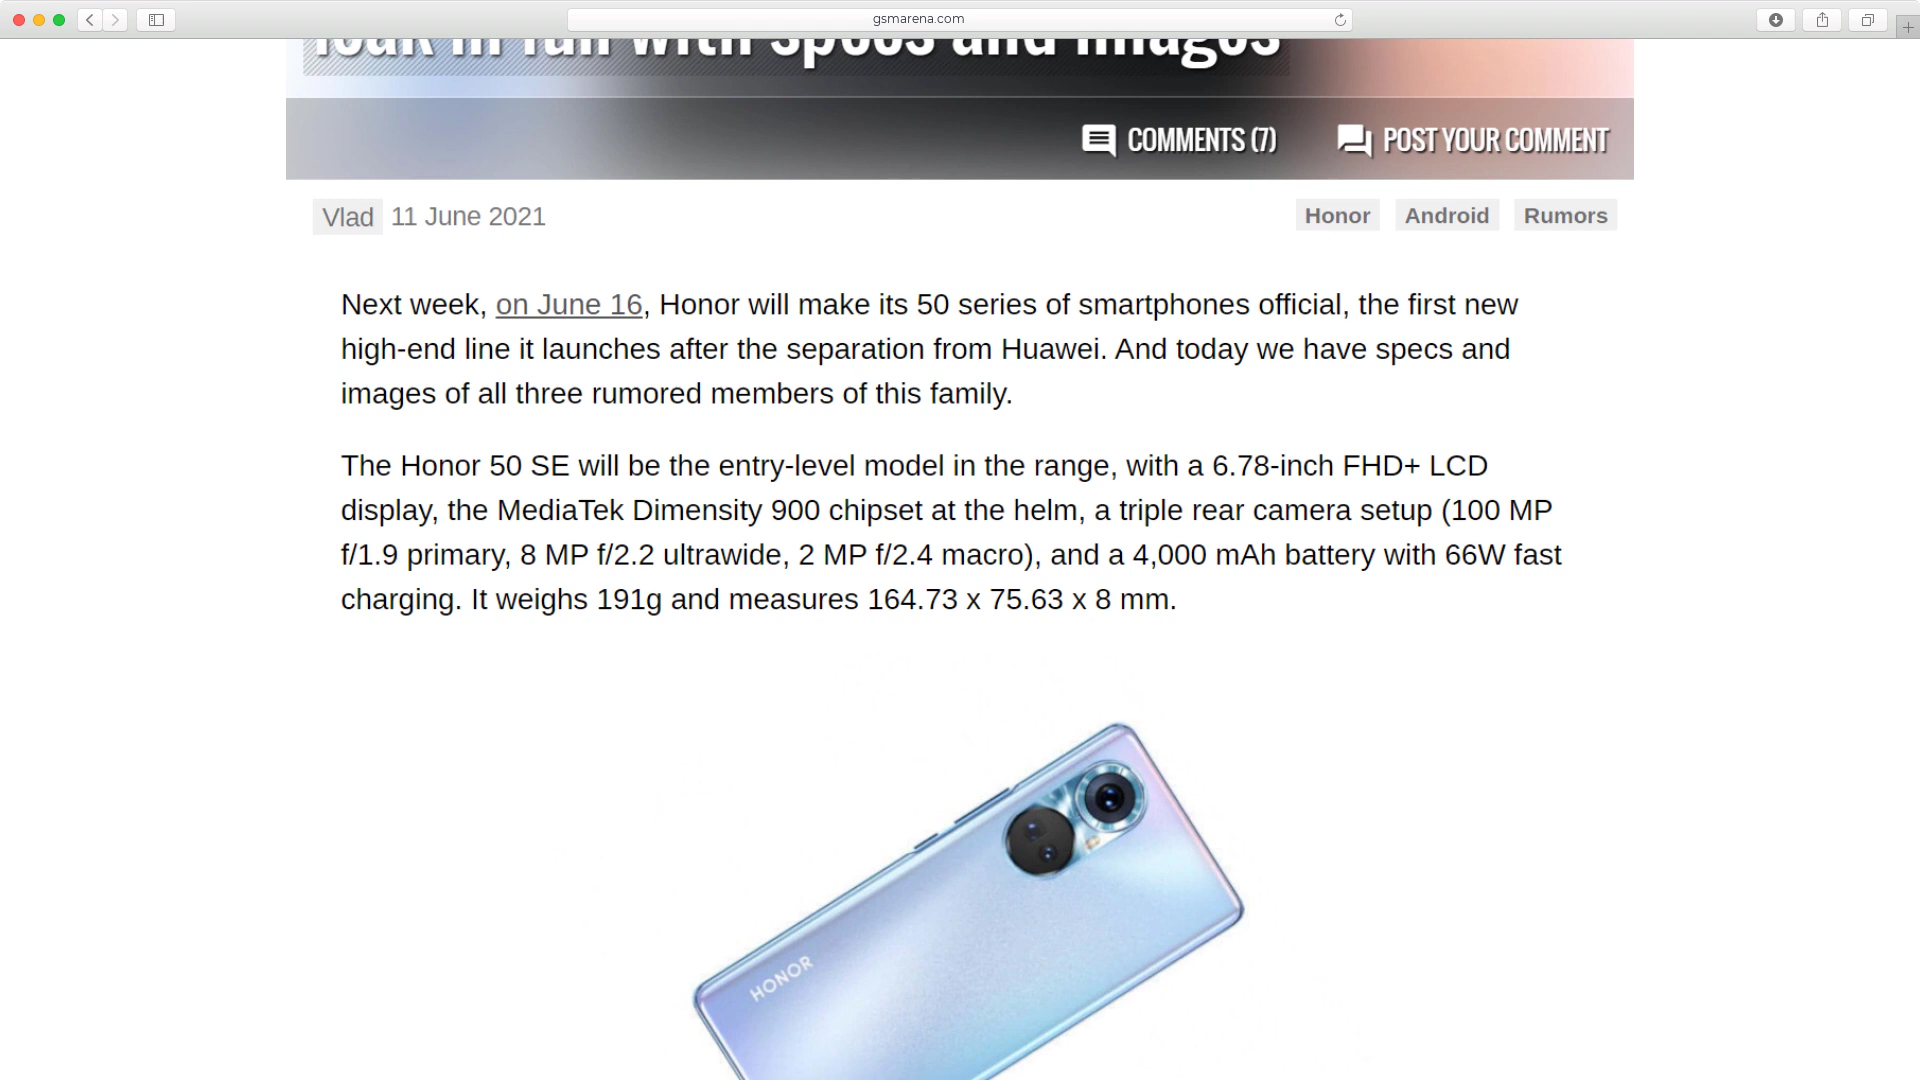 gsmarena.com
leak in full with specs and images
COMMENTS (7)
POST YOUR COMMENT
Vlad 11 June 2021
Honor Android Rumors
Next week, on June 16, Honor will make its 50 series of smartphones official, the first new
high-end line it launches after the separation from Huawei. And today we have specs and
images of all three rumored members of this family.
The Honor 50 SE will be the entry-level model in the range, with a 6.78-inch FHD+ LCD
display, the MediaTek Dimensity 900 chipset at the helm, a triple rear camera setup (100 MP
f/1.9 primary, 8 MP f/2.2 ultrawide, 2 MP f/2.4 macro), and a 4,000 mAh battery with 66W fast
charging. It weighs 191g and measures 164.73 x 75.63 x 8 mm.
HONOR